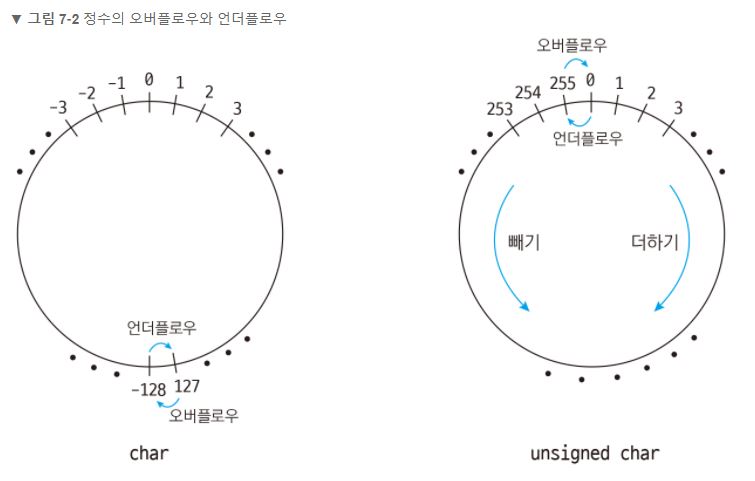 ▼ 그림 7-2 정수의 오버플로우와 언더플로우
-3 -2 -1 0 1 2 3
언더플로우
-128 127
오버플로우
char
오버플로우
253 254 255 0 1 2 3
언더플로우
빼기 더하기
unsigned char